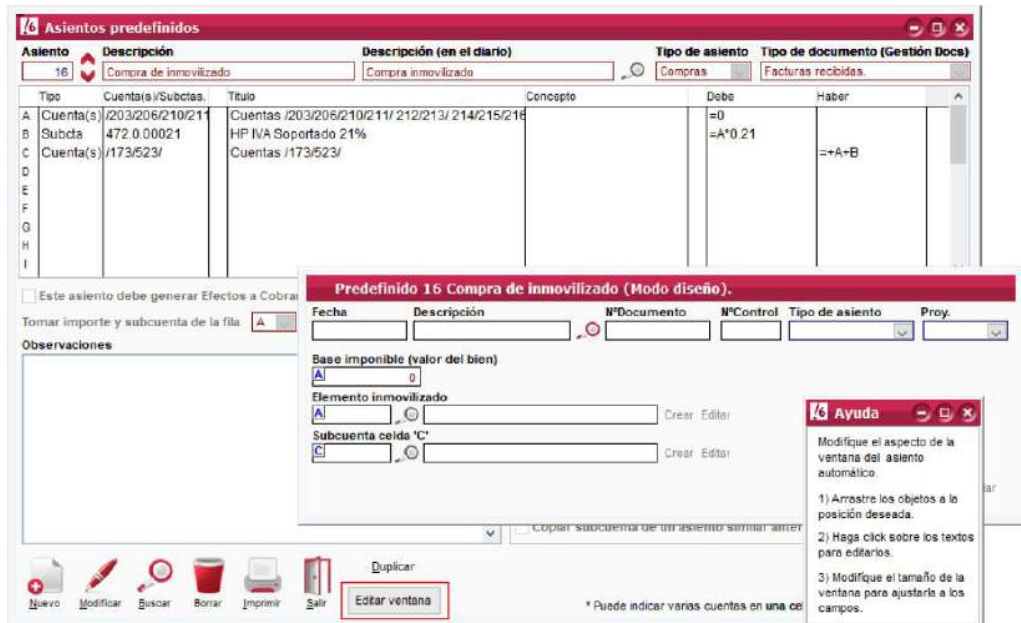 Asientos predefinidos
Asiento Descripción Descripción (en el diario) Tipo de asiento Tipo de documento (Gestión Docs)
16 Compra de inmovilizado Compra inmovilizado Compras Facturas recibidas.
Tipo Cuenta(s)/Subctas. Titulo Concepto Debe Haber
A Cuenta(s) /203/206/210/211 Cuentas /203/206/210/211/ 212/213/ 214/215/216 =0
B Subcta 472.0.00021 HP IVA Soportado 21% =A*0.21
C Cuenta(s) /173/523/ Cuentas /173/523/ =+A+B
D
E
F
G
H
I
Este asiento debe generar Efectos a Cobrar
Tomar importe y subcuenta de la fila A
Observaciones
Predefinido 16 Compra de inmovilizado (Modo diseño).
Fecha Descripción NºDocumento NºControl Tipo de asiento Proy.
Base imponible (valor del bien)
A 0
Elemento inmovilizado
A Crear Editar
Subcuenta celda 'C'
C Crear Editar
Ayuda
Modifique el aspecto de la
ventana del asiento
automático.
1) Arrastre los objetos a la
posición deseada.
2) Haga click sobre los textos
para editarlos.
3) Modifique el tamaño de la
ventana para ajustarla a los
campos.
Copiar subcuenta de un asiento similar anter
Nuevo Modificar Buscar Borrar Imprimir Salir
Duplicar
Editar ventana
* Puede indicar varias cuentas en una cel